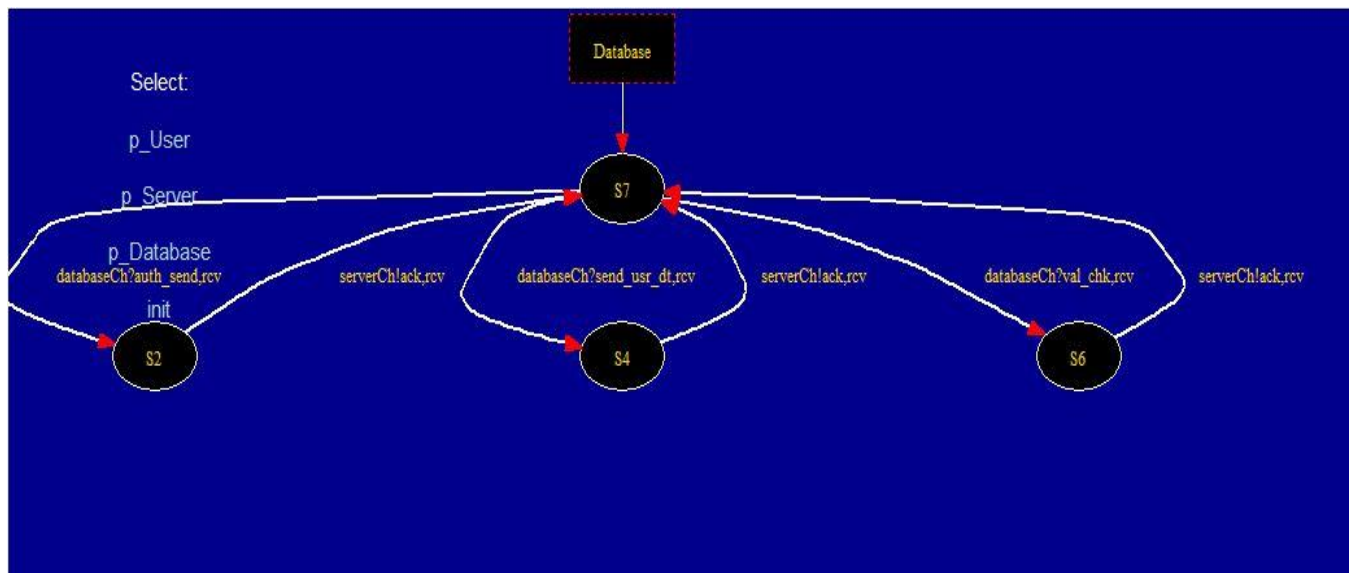 Database
Select:
p_User
S7
p_Server
p_Database
databaseCh?auth_send,rcv
serverCh!ack,rcv
databaseCh?send_usr_dt,rcv
serverCh!ack,rcv
databaseCh?val_chk,rcv
serverCh!ack,rcv
init
S2
S4
S6